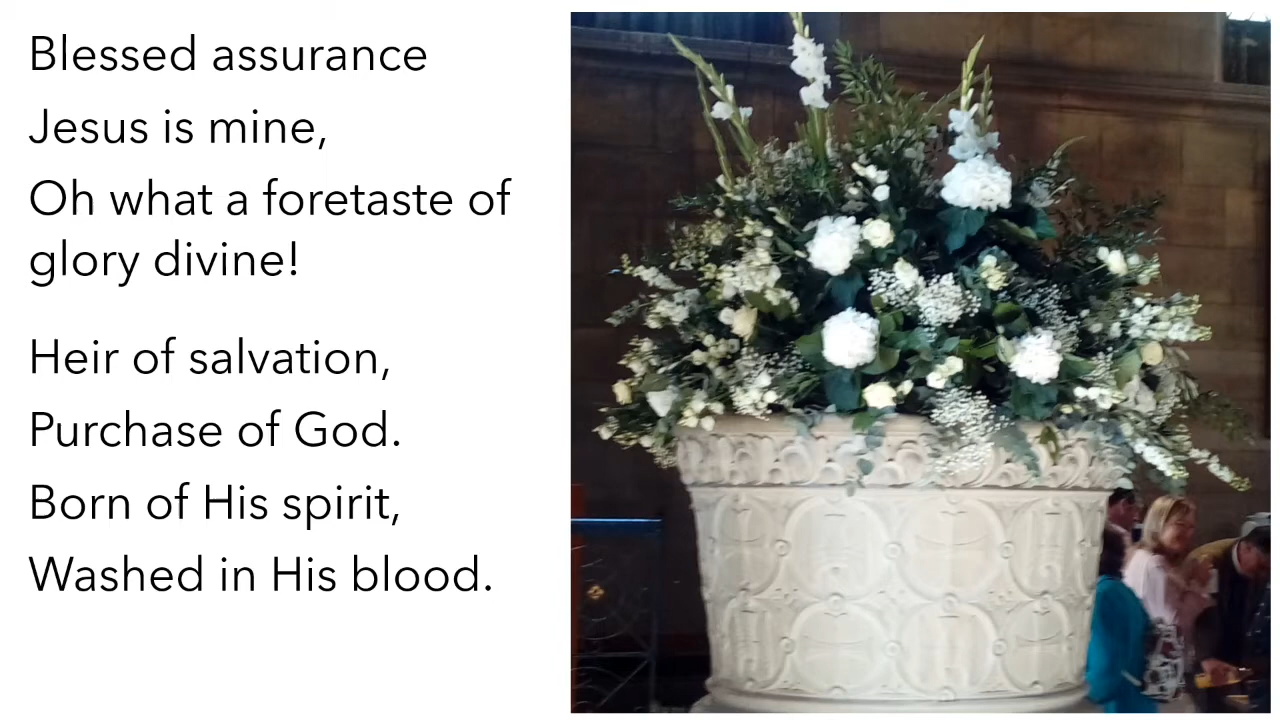 Blessed assurance
Jesus is mine,
Oh what a foretaste of
glory divine!
Heir of salvation,
Purchase of God.
Born of His spirit,
Washed in His blood.